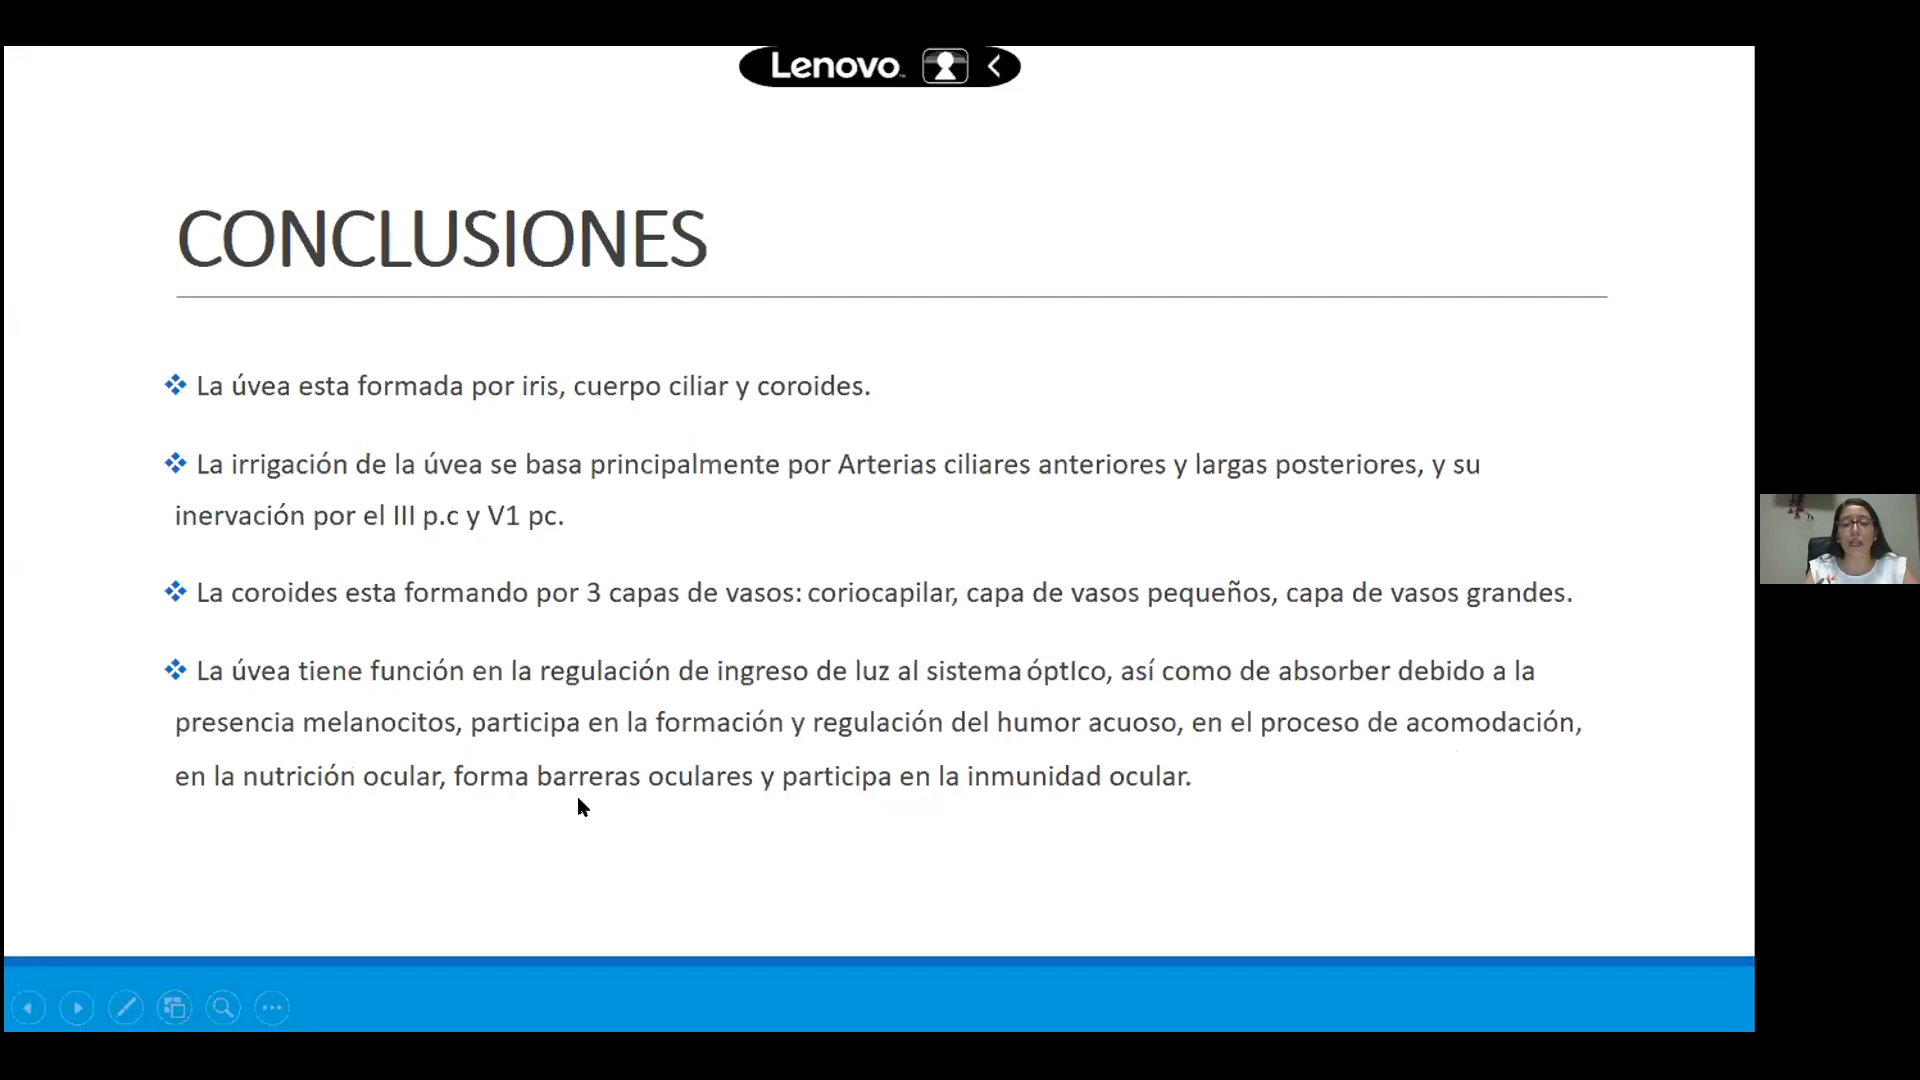 Lenovo
CONCLUSIONES
La úvea esta formada por iris, cuerpo ciliar y coroides.
La irrigación de la úvea se basa principalmente por Arterias ciliares anteriores y largas posteriores, y su
inervación por el III p.c y V1 pc.
La coroides esta formando por 3 capas de vasos: coriocapilar, capa de vasos pequeños, capa de vasos grandes.
La úvea tiene función en la regulación de ingreso de luz al sistema óptIco, así como de absorber debido a la
presencia melanocitos, participa en la formación y regulación del humor acuoso, en el proceso de acomodación,
en la nutrición ocular, forma barreras oculares y participa en la inmunidad ocular.